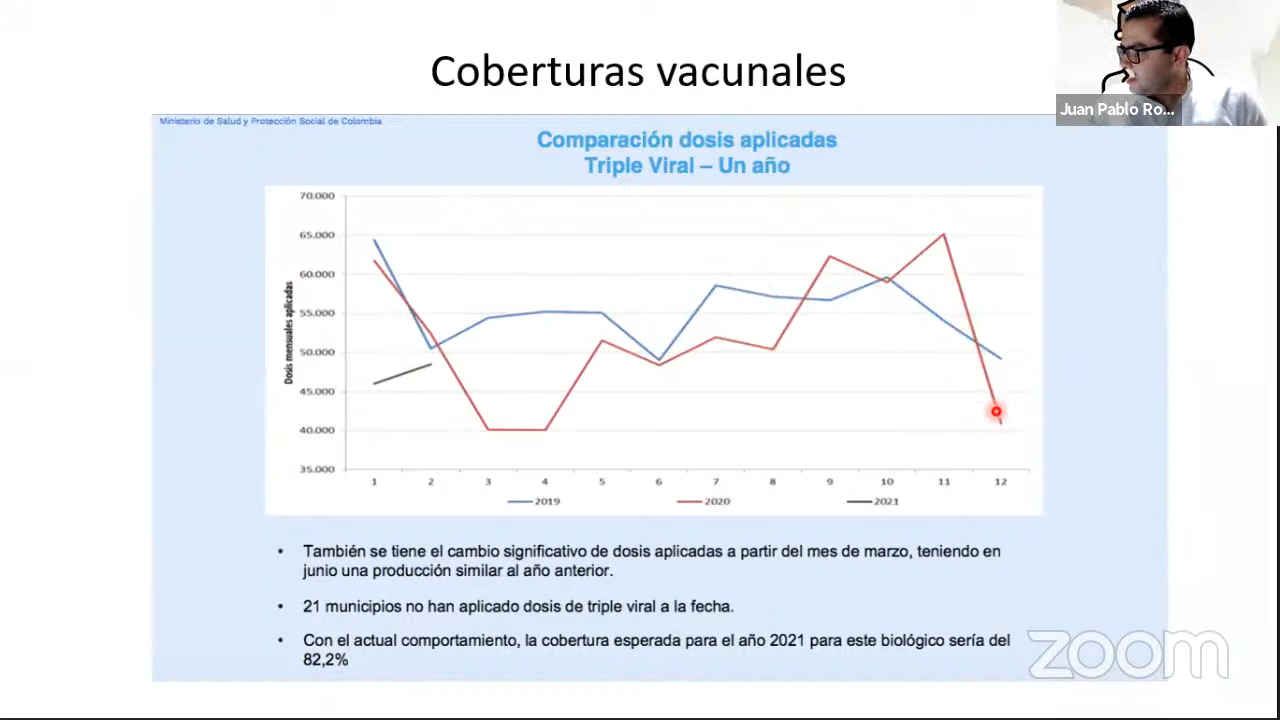 Coberturas vacunales
Juan Pablo Ro...
Ministerio de Salud y Protección Social de Colombia
Comparación dosis aplicadas
Triple Viral – Un año
Dosis mensuales aplicadas
70.000
65.000
60.000
55.000
50.000
45.000
40.000
35.000
1 2 3 4 5 6 7 8 9 10 11 12
2019 2020 2021
• También se tiene el cambio significativo de dosis aplicadas a partir del mes de marzo, teniendo en
junio una producción similar al año anterior.
• 21 municipios no han aplicado dosis de triple viral a la fecha.
• Con el actual comportamiento, la cobertura esperada para el año 2021 para este biológico sería del
82,2%
zoom